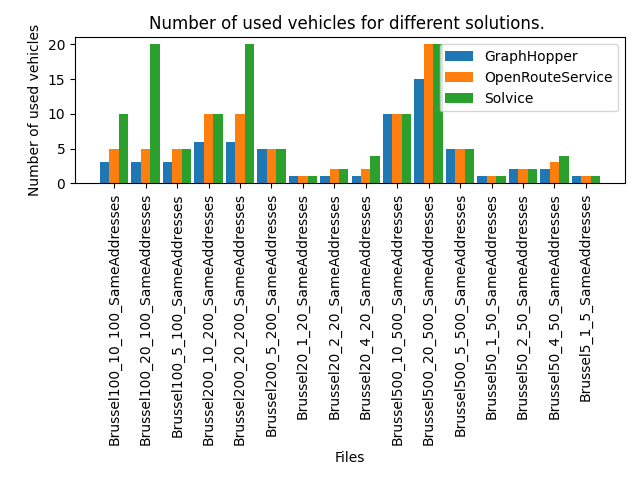 Number of used vehicles for different solutions.
Number of used vehicles
20
15
10
5
0
GraphHopper
OpenRouteService
Solvice
Brussel100_10_100_SameAddresses
Brussel100_20_100_SameAddresses
Brussel100_5_100_SameAddresses
Brussel200_10_200_SameAddresses
Brussel200_20_200_SameAddresses
Brussel200_5_200_SameAddresses
Brussel20_1_20_SameAddresses
Brussel20_2_20_SameAddresses
Brussel20_4_20_SameAddresses
Brussel500_10_500_SameAddresses
Brussel500_20_500_SameAddresses
Brussel500_5_500_SameAddresses
Brussel50_1_50_SameAddresses
Brussel50_2_50_SameAddresses
Brussel50_4_50_SameAddresses
Brussel5_1_5_SameAddresses
Files